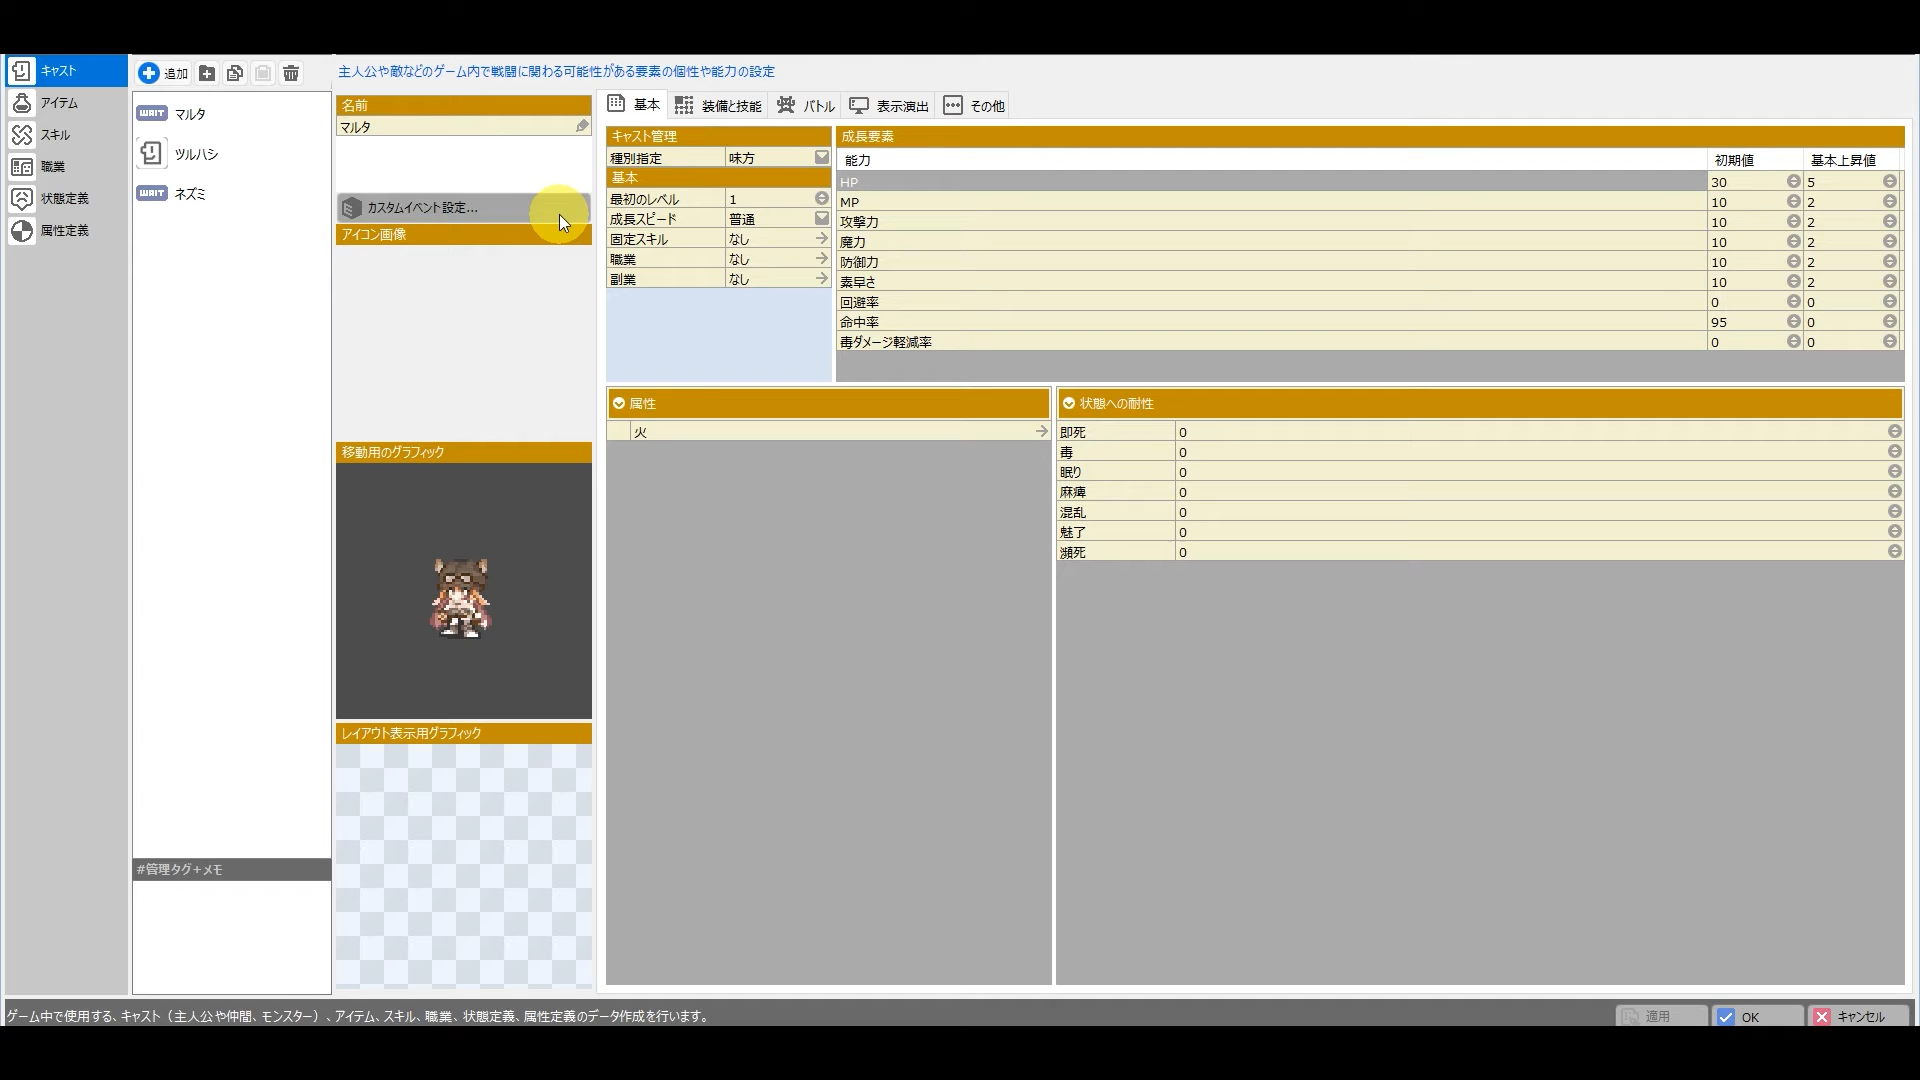 キャスト
アイテム
スキル
職業
状態定義
属性定義
追加
WAIT マルタ
ツルハシ
WAIT ネズミ
#管理タグ+メモ
主人公や敵などのゲーム内で戦闘に関わる可能性がある要素の個性や能力の設定
名前
マルタ
カスタムイベント設定...
アイコン画像
移動用のグラフィック
レイアウト表示用グラフィック
基本 装備と技能 バトル 表示演出 その他
キャスト管理
種別指定 味方
基本
最初のレベル 1
成長スピード 普通
固定スキル なし
職業 なし
副業 なし
成長要素
能力 初期値 基本上昇値
HP 30 5
MP 10 2
攻撃力 10 2
魔力 10 2
防御力 10 2
素早さ 10 2
回避率 0 0
命中率 95 0
毒ダメージ軽減率 0 0
属性
火
状態への耐性
即死 0
毒 0
眠り 0
麻痺 0
混乱 0
魅了 0
瀕死 0
ゲーム中で使用する、キャスト（主人公や仲間、モンスター）、アイテム、スキル、職業、状態定義、属性定義のデータ作成を行います。
適用 OK キャンセル